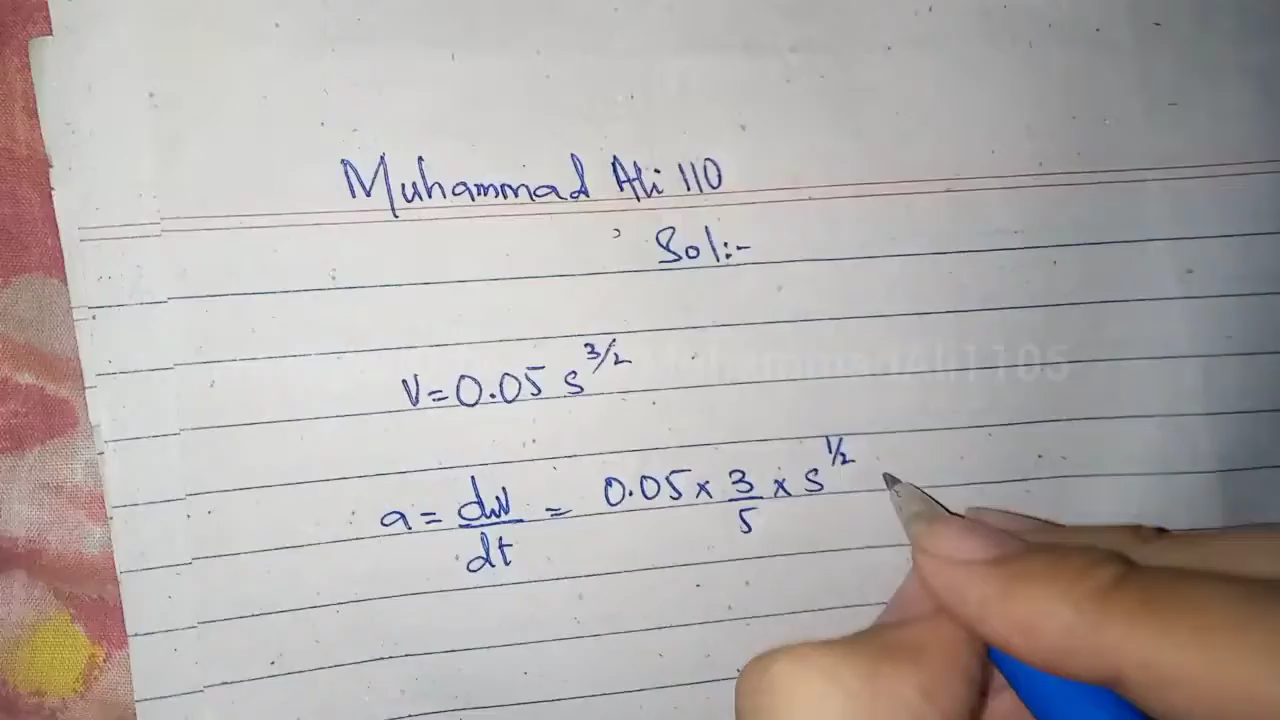 Muhammad Ali 110
Sol:-
V=0.05 s^3/2
a = dv/dt = 0.05 × 3/5 × s^1/2